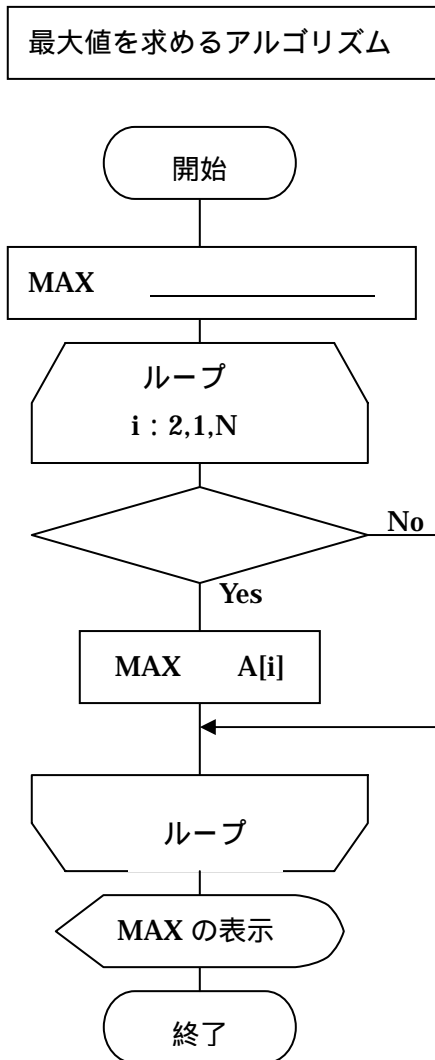 最大値を求めるアルゴリズム
開始
MAX
ループ
i：2,1,N
No
Yes
MAX A[i]
ループ
MAX の表示
終了